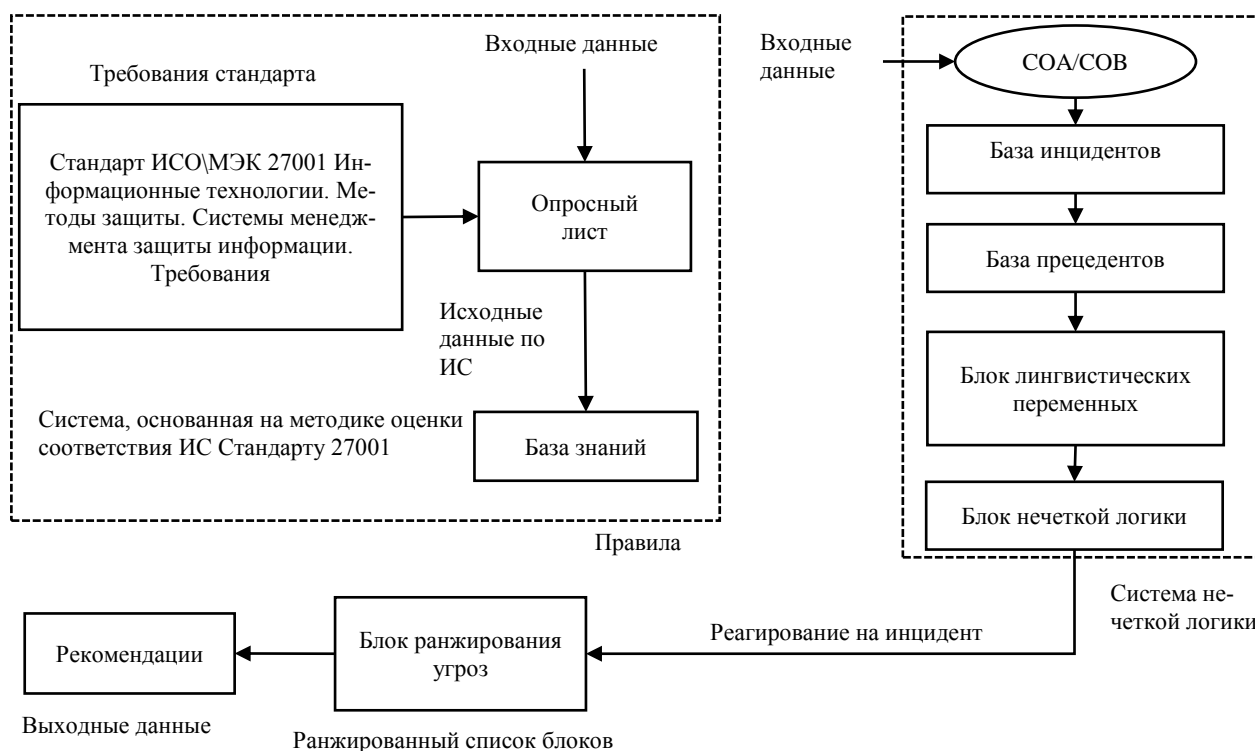 Входные данные
Требования стандарта
Стандарт ИСО\МЭК 27001 Ин-
формационные технологии. Ме-
тоды защиты. Системы менедж-
мента защиты информации.
Требования
Опросный
лист
Исходные
данные по
ИС
Система, основанная на методике оценки
соответствия ИС Стандарту 27001
База знаний
Правила
Входные
данные
СОА/СОВ
База инцидентов
База прецедентов
Блок лингвистических
переменных
Блок нечеткой логики
Система не-
четкой логики
Реагирование на инцидент
Блок ранжирования
угроз
Рекомендации
Выходные данные
Ранжированный список блоков